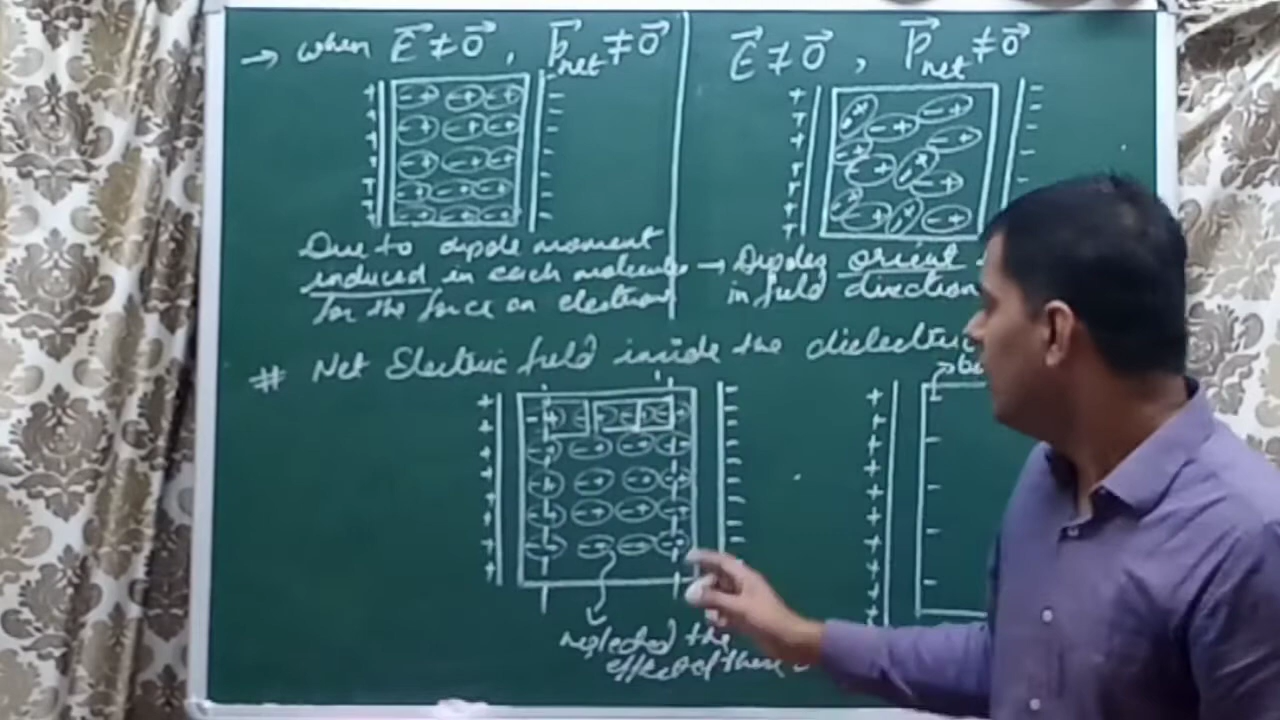 → when E⃗ ≠ 0⃗, P⃗net ≠ 0⃗
E⃗ ≠ 0⃗, P⃗net ≠ 0⃗
Due to dipole moment
induced in each molecule
for the force on electrons
→ Dipoles orient
in field direction
# Net Electric field inside the dielectric
neglected the
effect of these